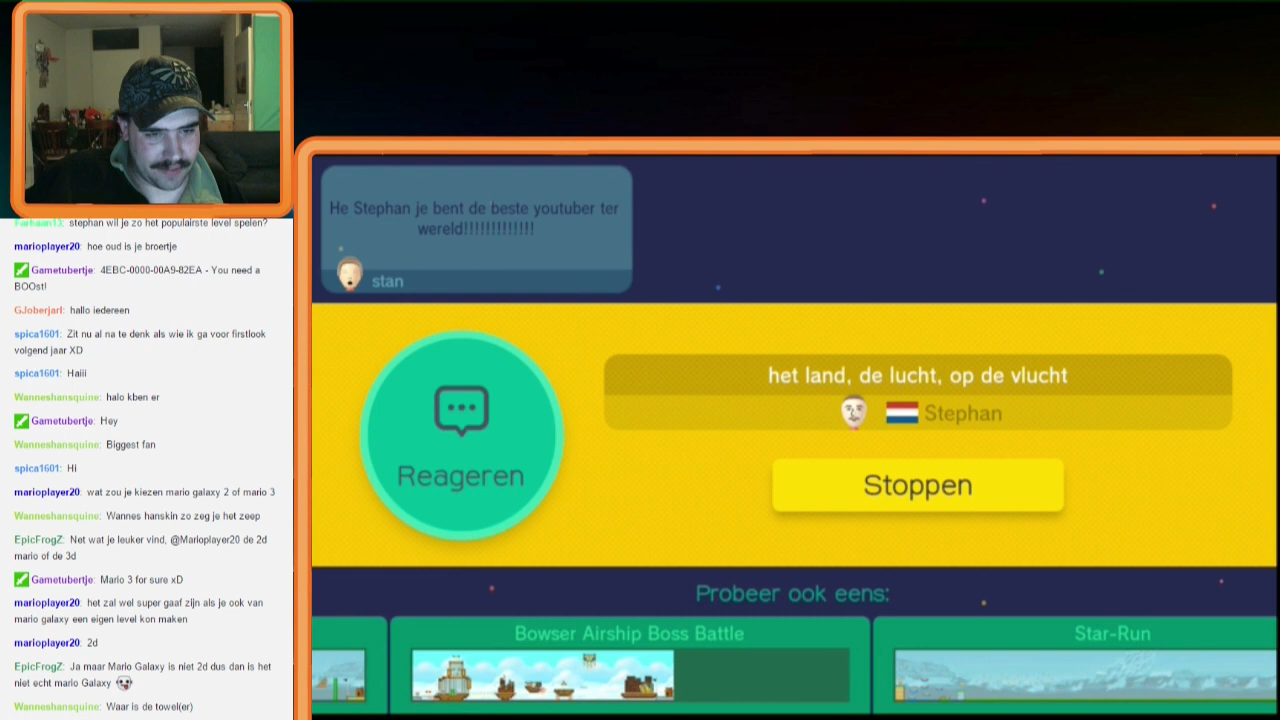 Farhaan13: stephan wil je zo het populairste level spelen?
marioplayer20: hoe oud is je broertje
Gametubertje: 4EBC-0000-00A9-82EA - You need a
BOOst!
GJoberjarl: hallo iedereen
spica1601: Zit nu al na te denk als wie ik ga voor firstlook
volgend jaar XD
spica1601: Haiii
Wanneshansquine: halo kben er
Gametubertje: Hey
Wanneshansquine: Biggest fan
spica1601: Hi
marioplayer20: wat zou je kiezen mario galaxy 2 of mario 3
Wanneshansquine: Wannes hanskin zo zeg je het zeep
EpicFrogZ: Net wat je leuker vind, @Marioplayer20 de 2d
mario of de 3d
Gametubertje: Mario 3 for sure xD
marioplayer20: het zal wel super gaaf zijn als je ook van
mario galaxy een eigen level kon maken
marioplayer20: 2d
EpicFrogZ: Ja maar Mario Galaxy is niet 2d dus dan is het
niet echt mario Galaxy
Wanneshansquine: Waar is de towel(er)
He Stephan je bent de beste youtuber ter
wereld!!!!!!!!!!!!!
stan
Reageren
het land, de lucht, op de vlucht
Stephan
Stoppen
Probeer ook eens:
Bowser Airship Boss Battle
Star-Run